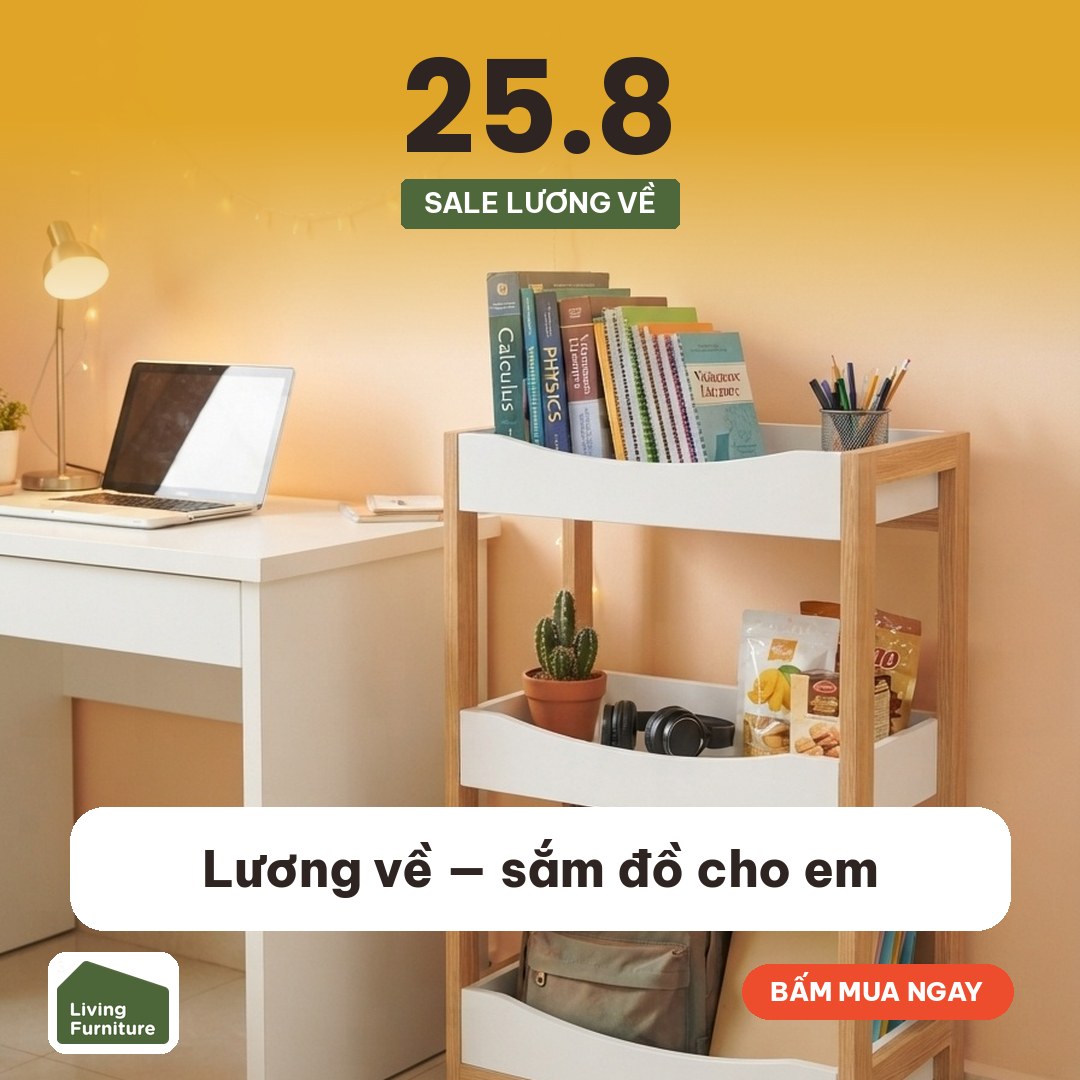 25.8
SALE LƯƠNG VỀ
Calculus
PHYSICS
Lương về — sắm đồ cho em
Living
Furniture
BẤM MUA NGAY